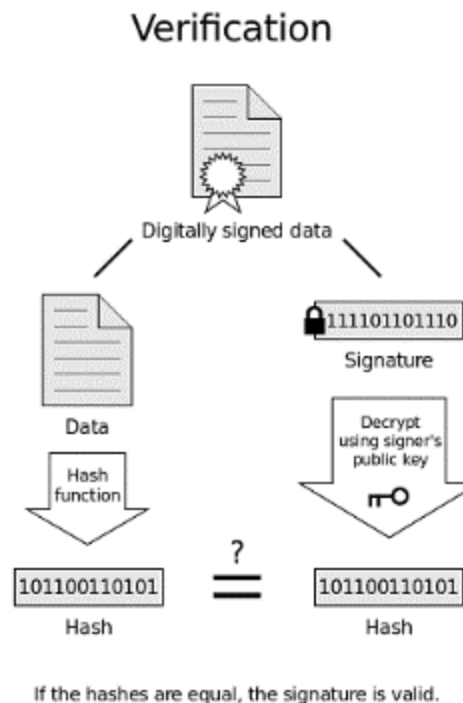 Verification
Digitally signed data
111101101110
Signature
Data
Decrypt
using signer's
public key
Hash
function
?
=
101100110101
101100110101
Hash
Hash
If the hashes are equal, the signature is valid.